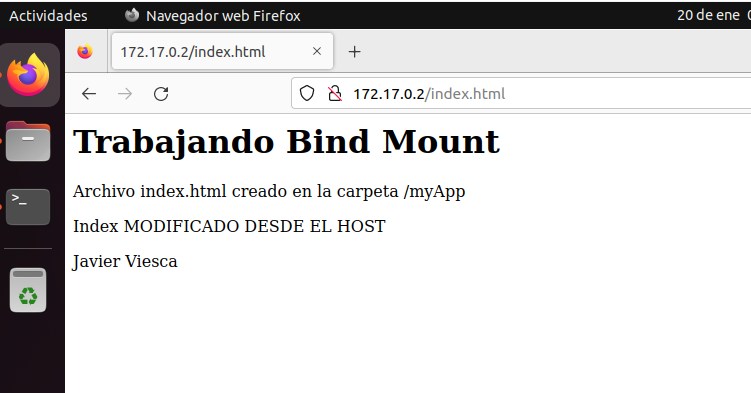 Actividades
Navegador web Firefox
20 de ene
172.17.0.2/index.html
172.17.0.2/index.html
Trabajando Bind Mount
Archivo index.html creado en la carpeta /myApp
Index MODIFICADO DESDE EL HOST
Javier Viesca